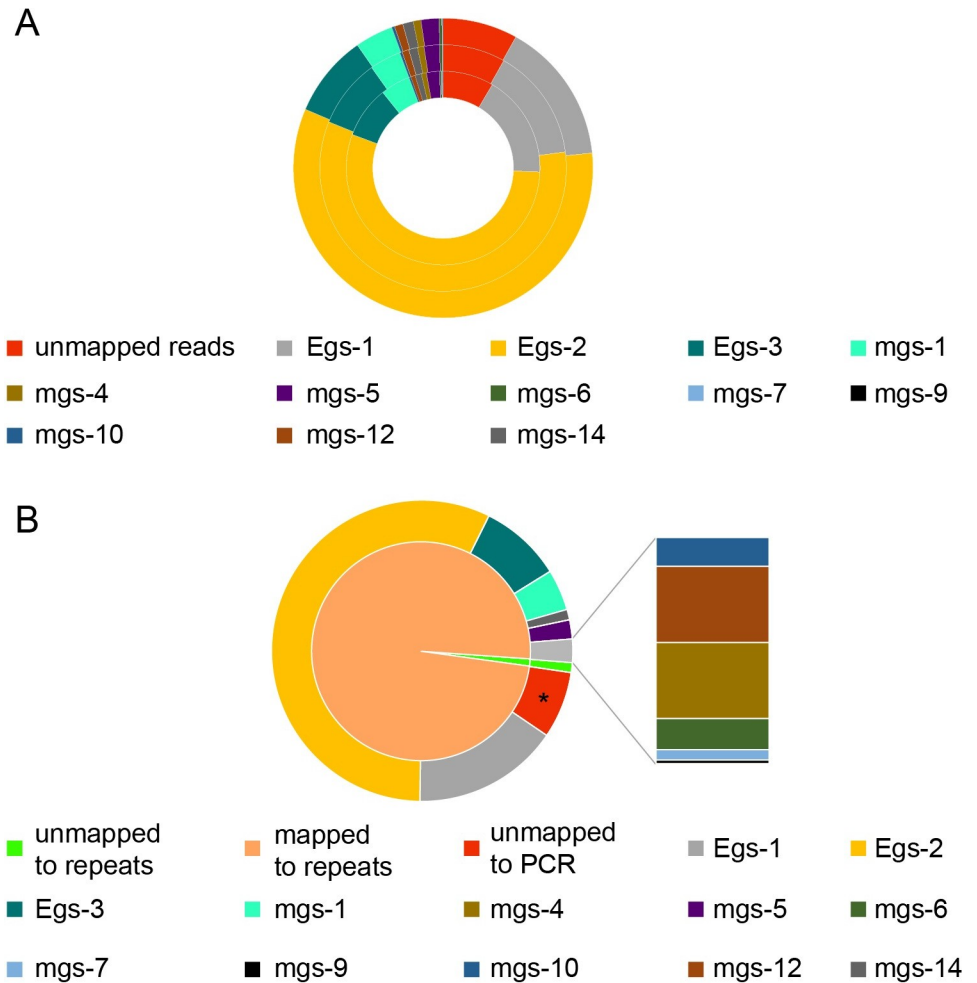 A
unmapped reads Egs-1 Egs-2 Egs-3 mgs-1
mgs-4 mgs-5 mgs-6 mgs-7 mgs-9
mgs-10 mgs-12 mgs-14
B
*
unmapped to repeats mapped to repeats unmapped to PCR Egs-1 Egs-2
Egs-3 mgs-1 mgs-4 mgs-5 mgs-6
mgs-7 mgs-9 mgs-10 mgs-12 mgs-14